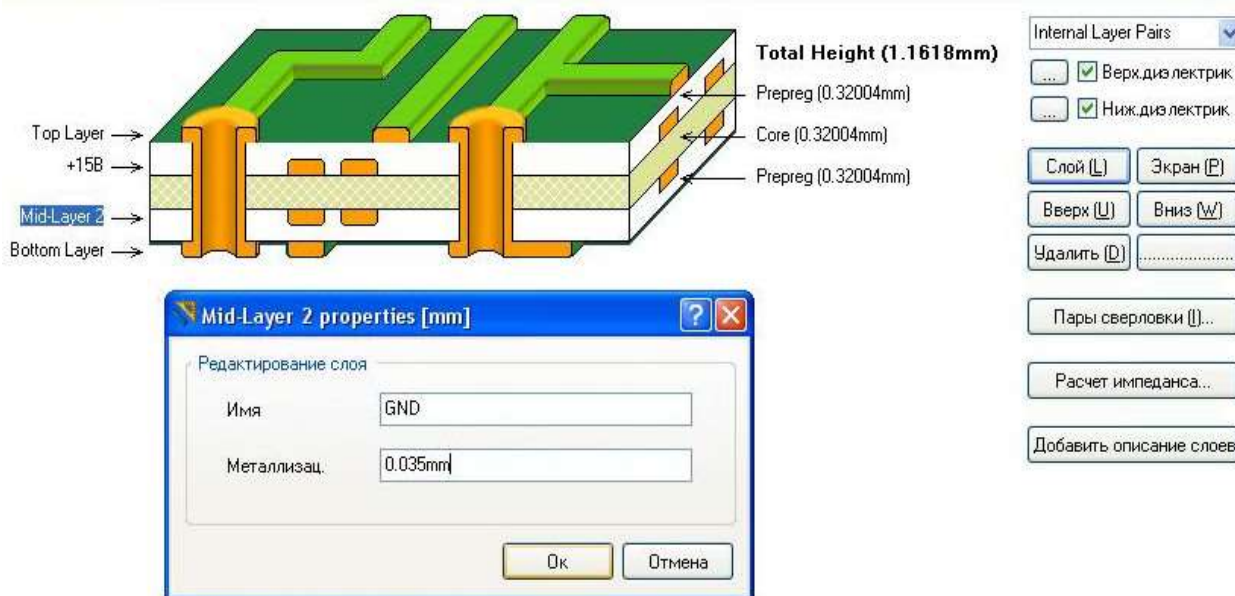 Total Height (1.1618mm)
Prepreg (0.32004mm)
Core (0.32004mm)
Prepreg (0.32004mm)
Top Layer
+15В
Mid-Layer 2
Bottom Layer
Internal Layer Pairs
... Верх.диэлектрик
... Ниж.диэлектрик
Слой (L) Экран (P)
Вверх (U) Вниз (W)
Удалить (D) .....................
Пары сверловки (I)...
Расчет импеданса...
Добавить описание слоев
Mid-Layer 2 properties [mm]
Редактирование слоя
Имя GND
Металлизац. 0.035mm
Ок Отмена